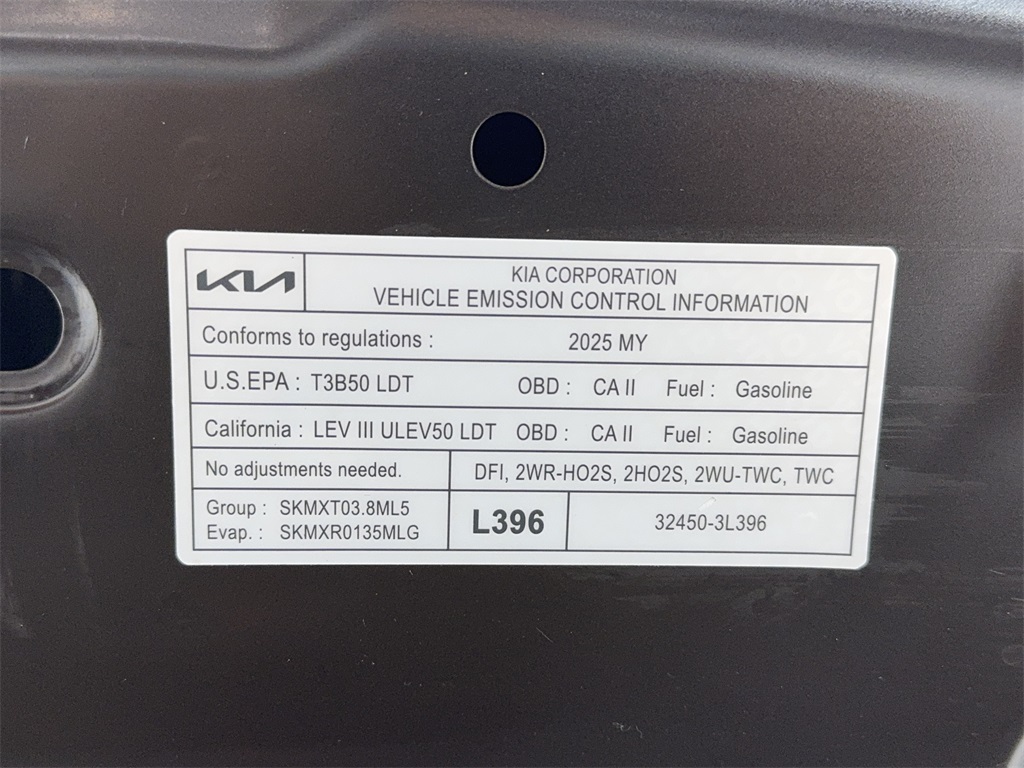 KIA
KIA CORPORATION
VEHICLE EMISSION CONTROL INFORMATION
Conforms to regulations : 2025 MY
U.S.EPA : T3B50 LDT OBD : CA II Fuel : Gasoline
California : LEV III ULEV50 LDT OBD : CA II Fuel : Gasoline
No adjustments needed. DFI, 2WR-HO2S, 2HO2S, 2WU-TWC, TWC
Group : SKMXT03.8ML5
Evap. : SKMXR0135MLG
L396
32450-3L396